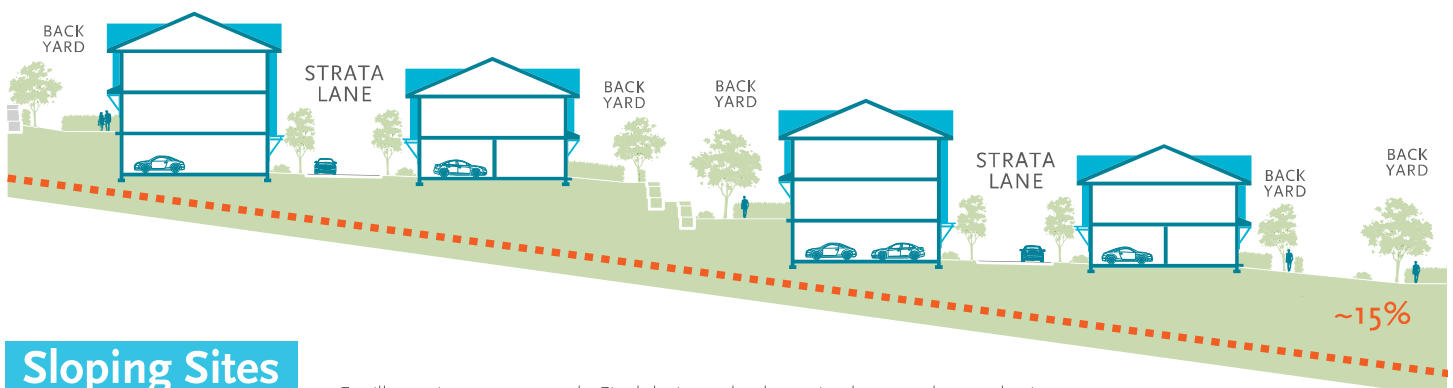 BACK
YARD
STRATA
LANE
BACK
YARD
BACK
YARD
STRATA
LANE
BACK
YARD
BACK
YARD
~15%
Sloping Sites